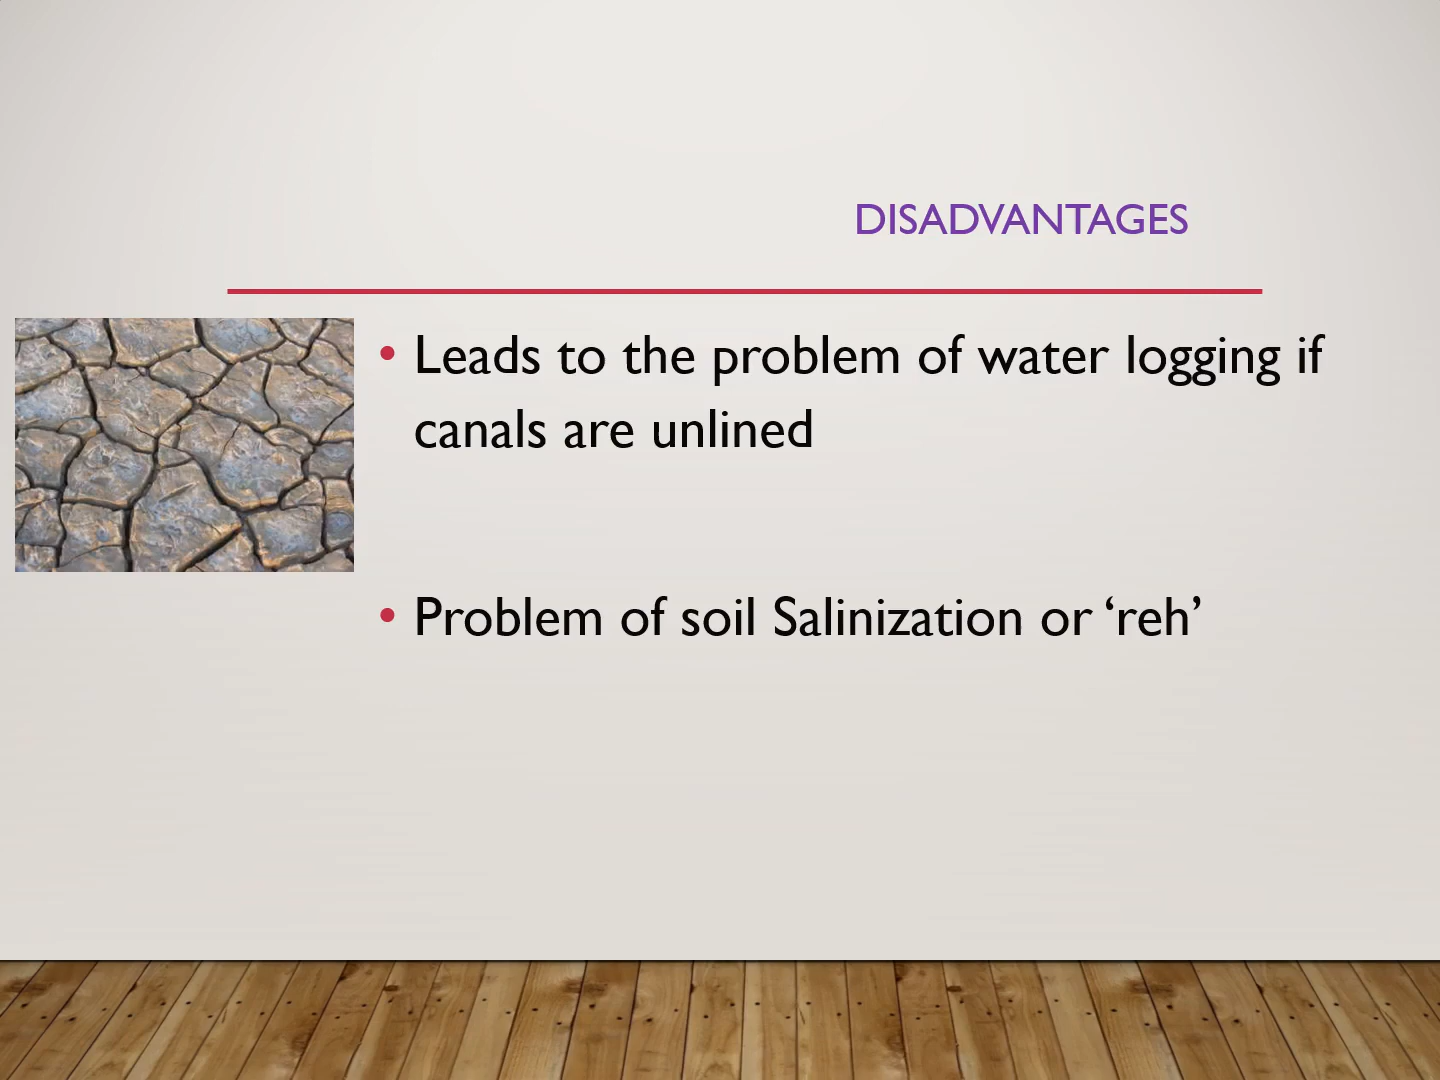 DISADVANTAGES
• Leads to the problem of water logging if
canals are unlined
• Problem of soil Salinization or ‘reh’